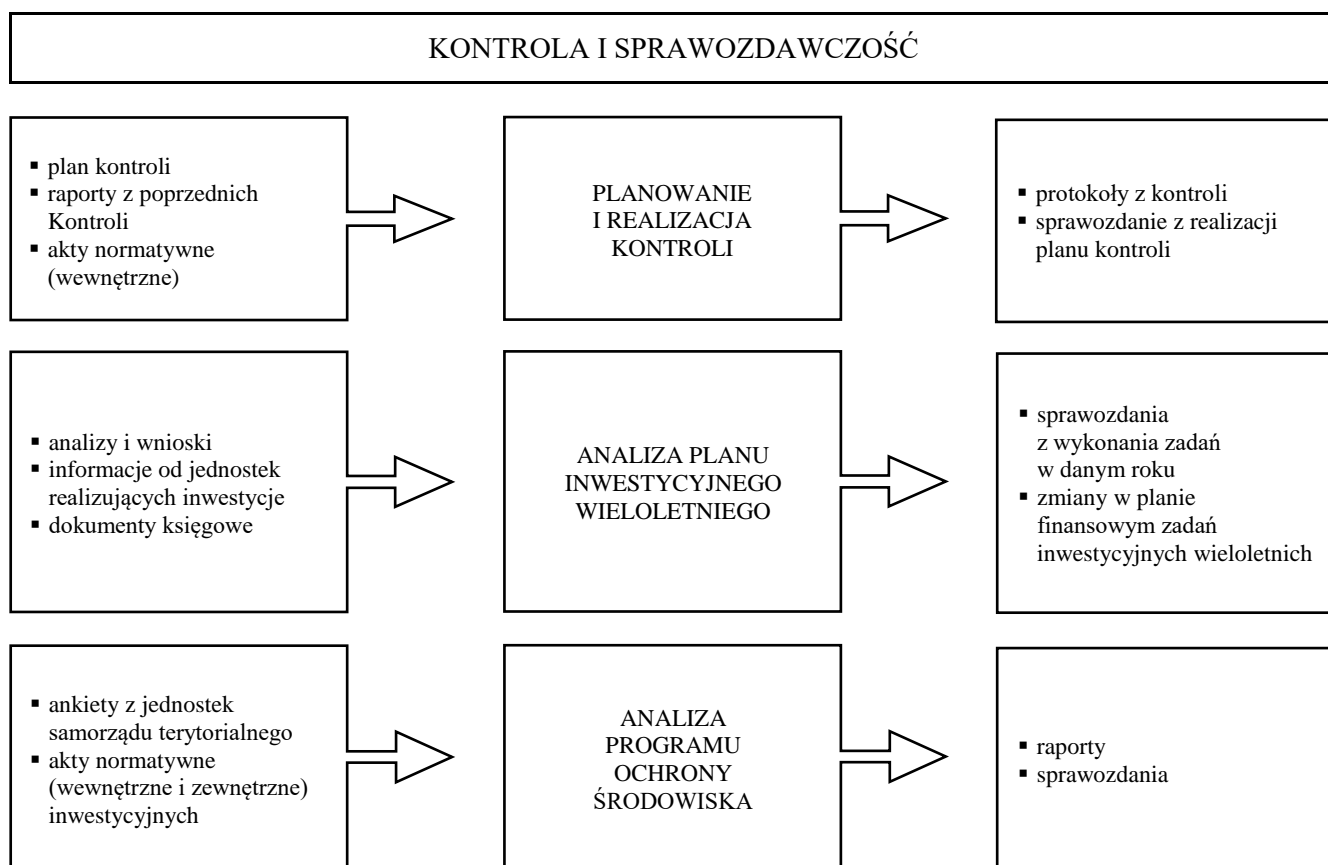 KONTROLA I SPRAWOZDAWCZOŚĆ
▪ plan kontroli
▪ raporty z poprzednich
Kontroli
▪ akty normatywne
(wewnętrzne)
PLANOWANIE
I REALIZACJA
KONTROLI
▪ protokoły z kontroli
▪ sprawozdanie z realizacji
planu kontroli
▪ analizy i wnioski
▪ informacje od jednostek
realizujących inwestycje
▪ dokumenty księgowe
ANALIZA PLANU
INWESTYCYJNEGO
WIELOLETNIEGO
▪ sprawozdania
z wykonania zadań
w danym roku
▪ zmiany w planie
finansowym zadań
inwestycyjnych wieloletnich
▪ ankiety z jednostek
samorządu terytorialnego
▪ akty normatywne
(wewnętrzne i zewnętrzne)
inwestycyjnych
ANALIZA
PROGRAMU
OCHRONY
ŚRODOWISKA
▪ raporty
▪ sprawozdania